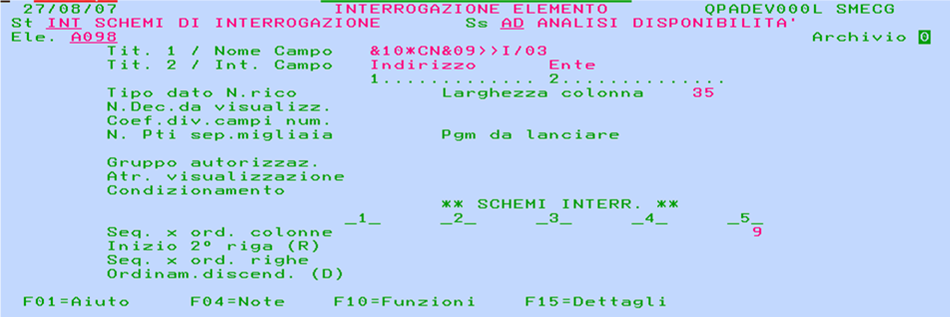 27/08/07 INTERROGAZIONE ELEMENTO QPADEV000L SMECG
St INT SCHEMI DI INTERROGAZIONE Ss AD ANALISI DISPONIBILITA'
Ele. A098 Archivio 0
Tit. 1 / Nome Campo &10*CN&09>>I/03
Tit. 2 / Int. Campo Indirizzo Ente
1............. 2..............
Tipo dato N.rico Larghezza colonna 35
N.Dec.da visualizz.
Coef.div.campi num.
N. Pti sep.migliaia Pgm da lanciare
Gruppo autorizzaz.
Atr. visualizzazione
Condizionamento
** SCHEMI INTERR. **
_1_ _2_ _3_ _4_ _5_
Seq. x ord. colonne 9
Inizio 2º riga (R)
Seq. x ord. righe
Ordinam.discend. (D)
F01=Aiuto F04=Note F10=Funzioni F15=Dettagli